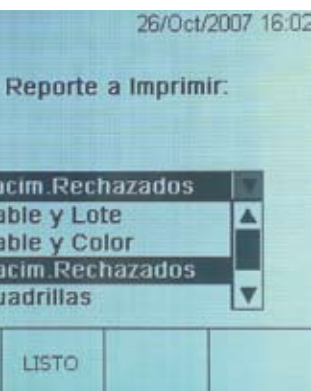 26/Oct/2007 16:02
Reporte a Imprimir:
acim.Rechazados
able y Lote
able y Color
acim.Rechazados
uadrillas
LISTO